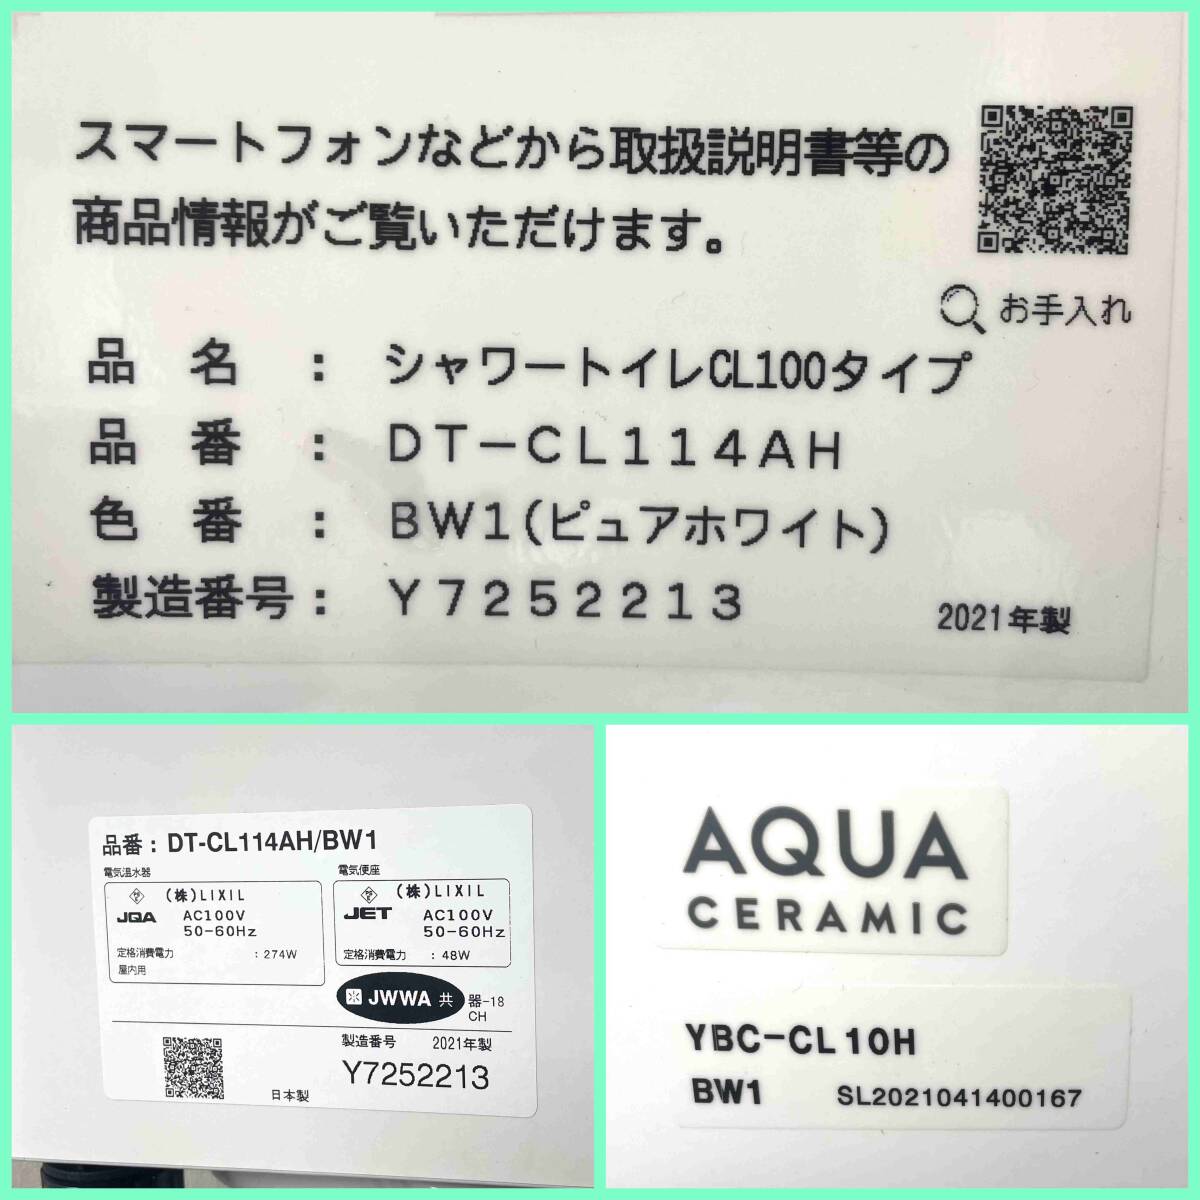 スマートフォンなどから取扱説明書等の
商品情報がご覧いただけます。
お手入れ
品 名 : シャワートイレCL100タイプ
品 番 : DT-CL114AH
色 番 : BW1(ピュアホワイト)
製造番号: Y7252213
2021年製
品番: DT-CL114AH/BW1
電気温水器
(株)LIXIL
JQA AC100V
50-60Hz
定格消費電力 : 274W
屋内用
電気便座
(株)LIXIL
JET AC100V
50-60Hz
定格消費電力 : 48W
JWWA 共 器-18
CH
製造番号 2021年製
Y7252213
日本製
AQUA
CERAMIC
YBC-CL10H
BW1 SL2021041400167